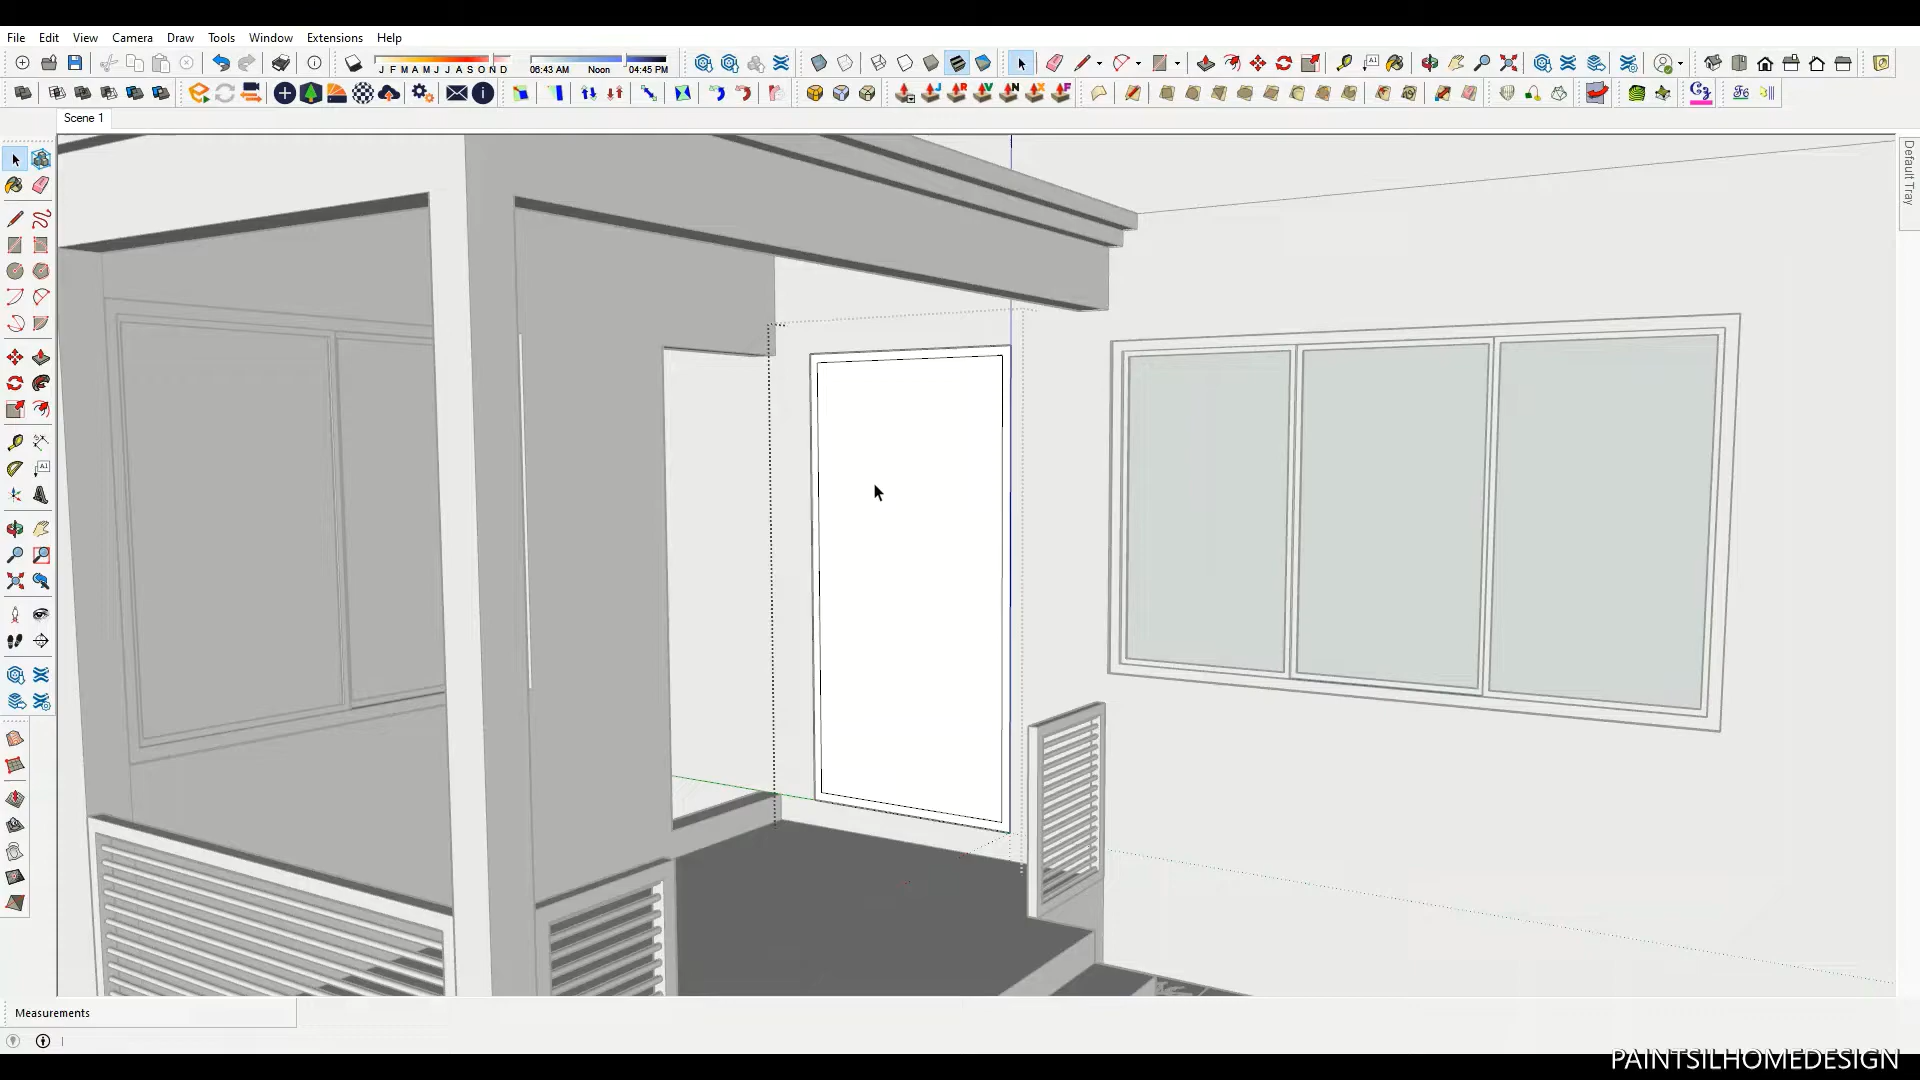 File Edit View Camera Draw Tools Window Extensions Help
J F M A M J J A S O N D
06:43 AM Noon 04:45 PM
Scene 1
Default Tray
Measurements
PAINTSILHOMEDESIGN